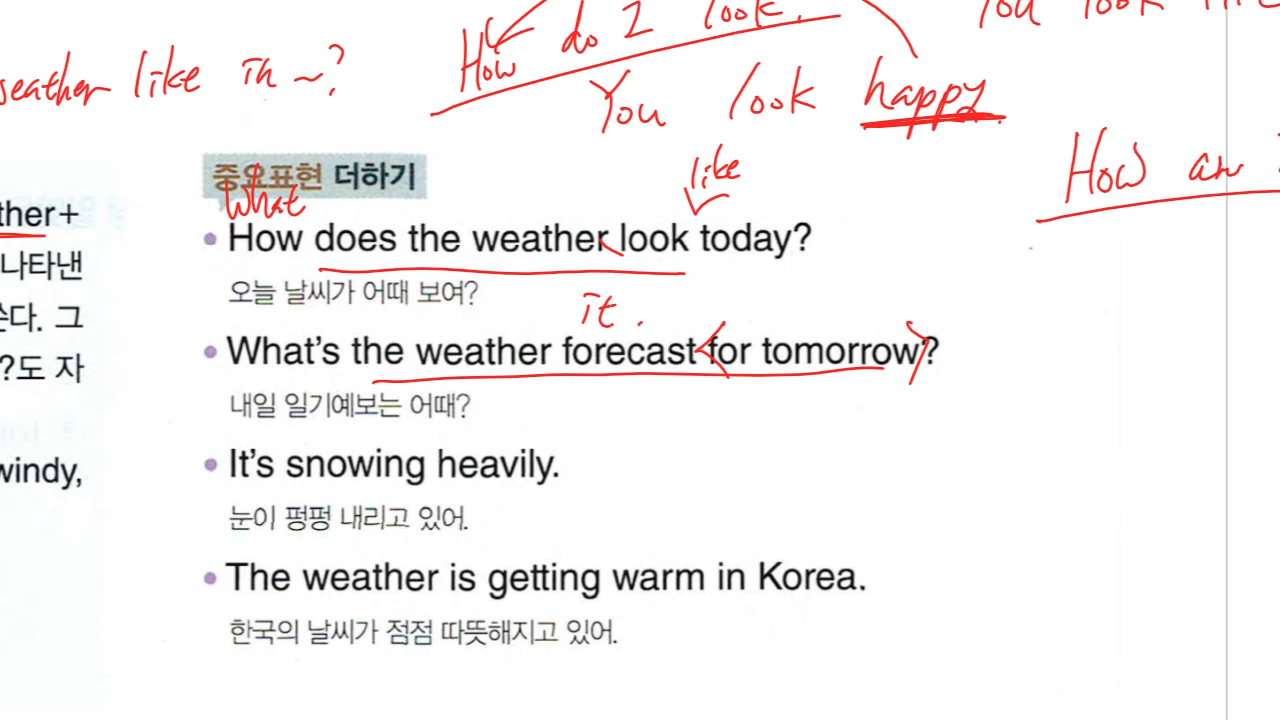 How do I look.
You look
weather like in ~?
You look happy
How
like
중요표현 더하기
What
ther+
How does the weather look today?
나타낸
오늘 날씨가 어때 보여?
it.
쓴다. 그
What's the weather forecast for tomorrow?
?도 자
내일 일기예보는 어때?
windy,
It's snowing heavily.
눈이 펑펑 내리고 있어.
The weather is getting warm in Korea.
한국의 날씨가 점점 따뜻해지고 있어.